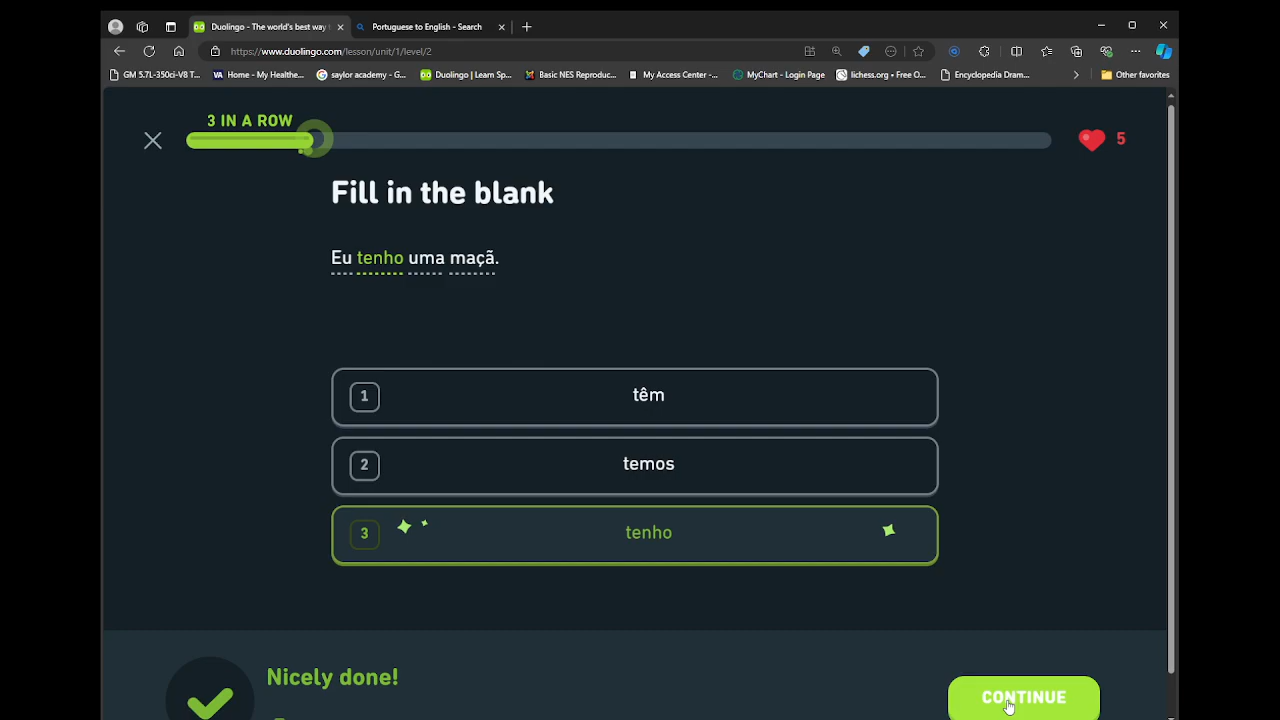 Duolingo - The world's best way
Portuguese to English - Search
https://www.duolingo.com/lesson/unit/1/level/2
GM 5.7L-350ci-V8 T...
VA Home - My Healthe...
saylor academy - G...
Duolingo | Learn Sp...
Basic NES Reproduc...
My Access Center -...
MyChart - Login Page
lichess.org • Free O...
Encyclopedia Dram...
Other favorites
3 IN A ROW
5
Fill in the blank
Eu tenho uma maçã.
1 têm
2 temos
3 tenho
Nicely done!
CONTINUE